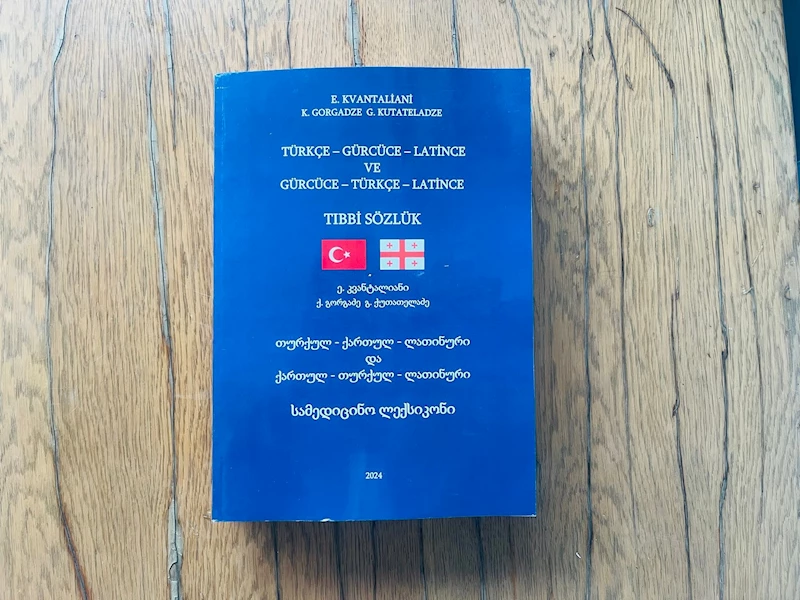 E. KVANTALİANİ
K. GORGADZE G. KUTATELADZE
TÜRKÇE – GÜRCÜCE – LATİNCE
VE
GÜRCÜCE – TÜRKÇE – LATİNCE
TIBBİ SÖZLÜK
ე. კვანტალიანი
ქ. გორგაძე გ. ქუთათელაძე
თურქულ - ქართულ - ლათინური
და
ქართულ - თურქულ - ლათინური
სამედიცინო ლექსიკონი
2024